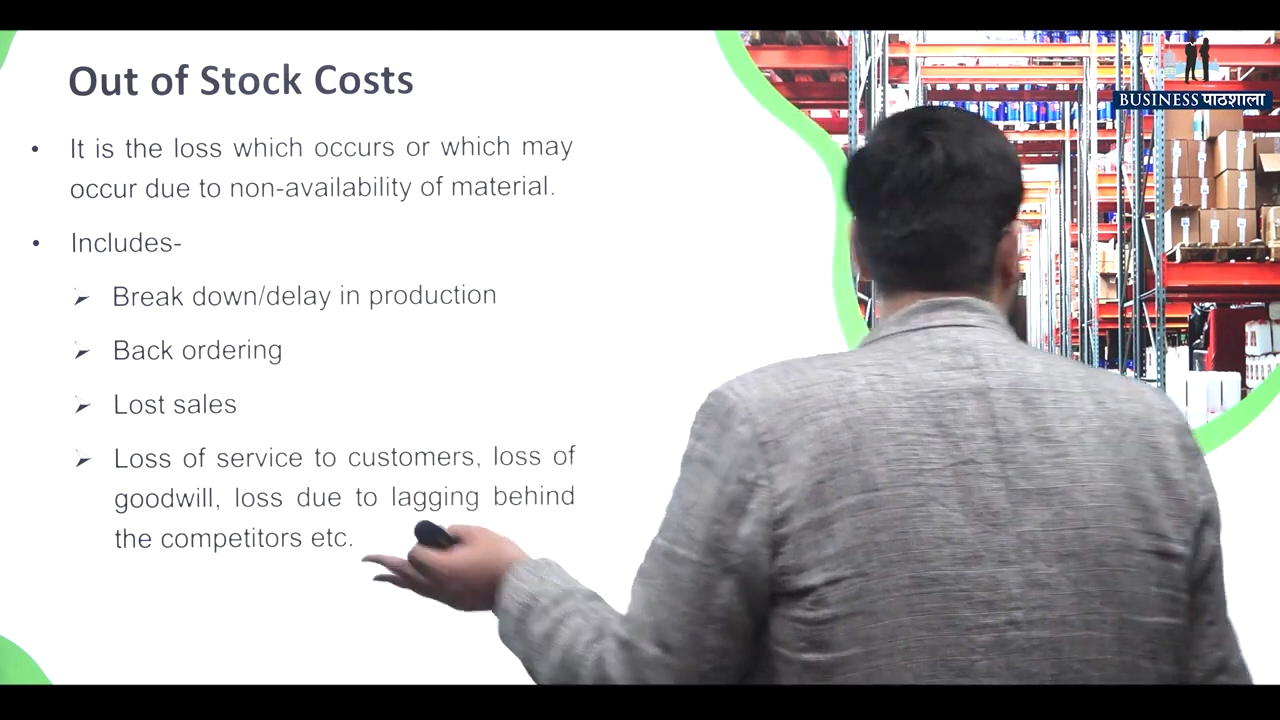 Out of Stock Costs
• It is the loss which occurs or which may
occur due to non-availability of material.
• Includes-
➢ Break down/delay in production
➢ Back ordering
➢ Lost sales
➢ Loss of service to customers, loss of
goodwill, loss due to lagging behind
the competitors etc.
BUSINESS पाठशाला